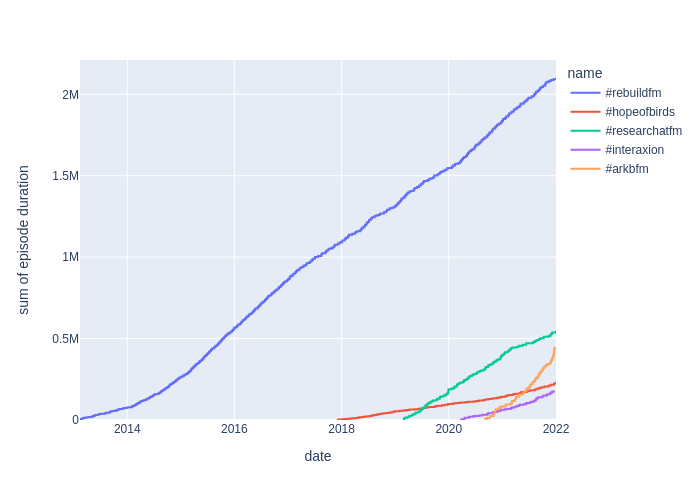 name
#rebuildfm
#hopeofbirds
#researchatfm
#interaxion
#arkbfm
sum of episode duration
2M
1.5M
1M
0.5M
0
2014
2016
2018
2020
2022
date